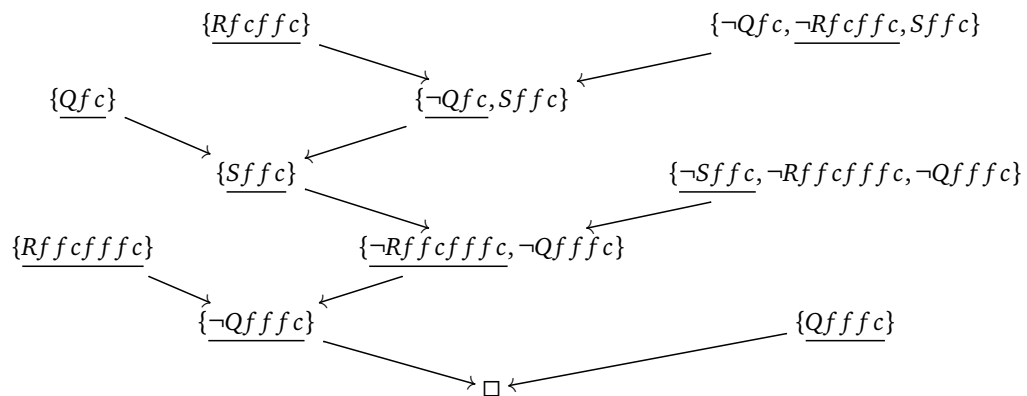 {Rfcffc} {¬Qfc, ¬Rfcffc, Sffc}
{Qfc} {¬Qfc, Sffc}
{Sffc} {¬Sffc, ¬Rffcfffc, ¬Qfffc}
{Rffcfffc} {¬Rffcfffc, ¬Qfffc}
{¬Qfffc} {Qfffc}
□